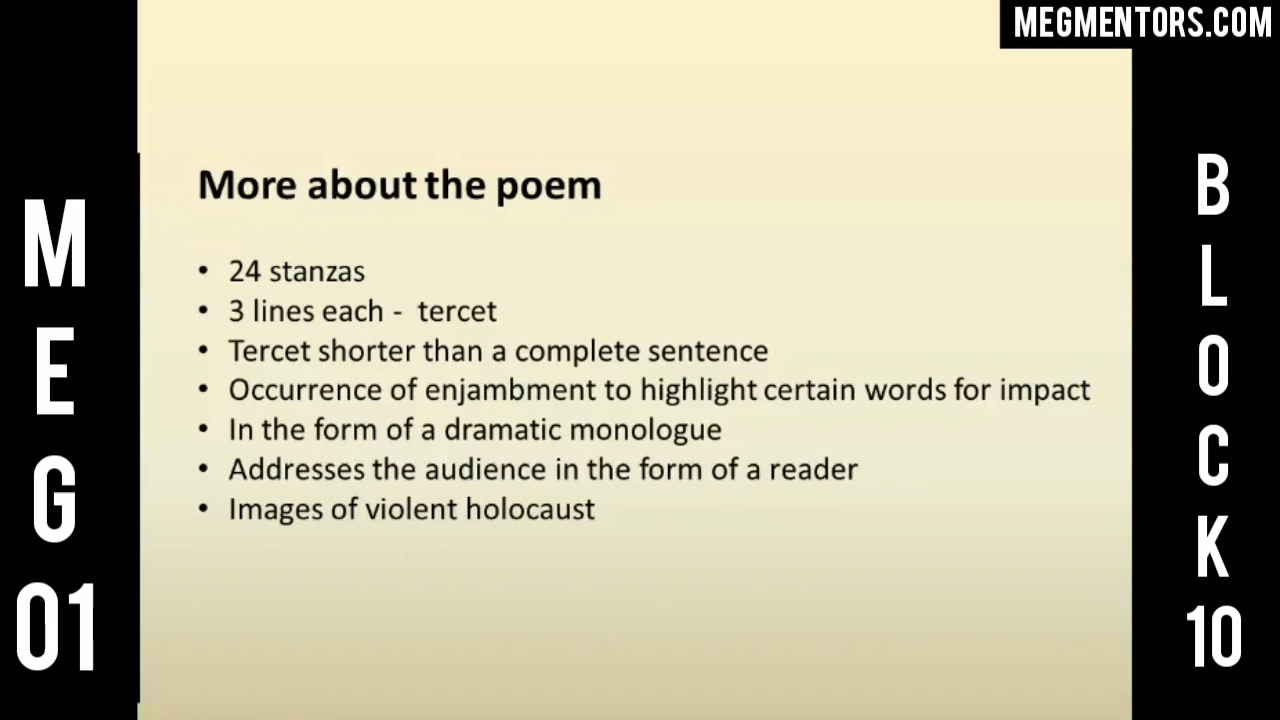 MEGMENTORS.COM
More about the poem
• 24 stanzas
• 3 lines each - tercet
• Tercet shorter than a complete sentence
• Occurrence of enjambment to highlight certain words for impact
• In the form of a dramatic monologue
• Addresses the audience in the form of a reader
• Images of violent holocaust
M
E
G
01
B
L
O
C
K
10